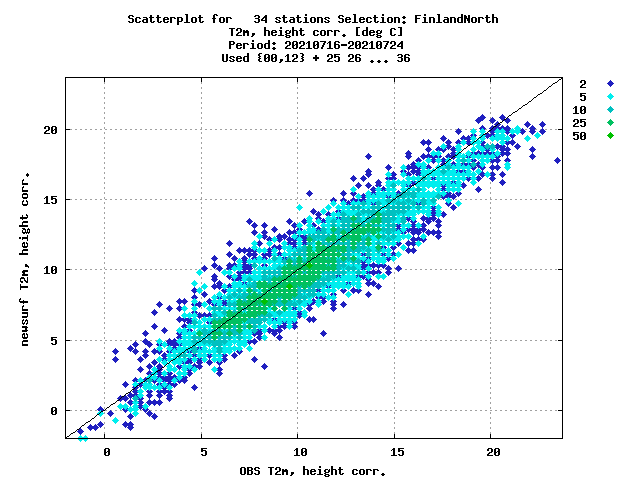 Scatterplot for   34 stations Selection: FinlandNorth
T2m, height corr. [deg C]
Period: 20210716-20210724
Used {00,12} + 25 26 ... 36
2
5
10
25
50
20
15
10
5
0
newsurf T2m, height corr.
0 5 10 15 20
OBS T2m, height corr.